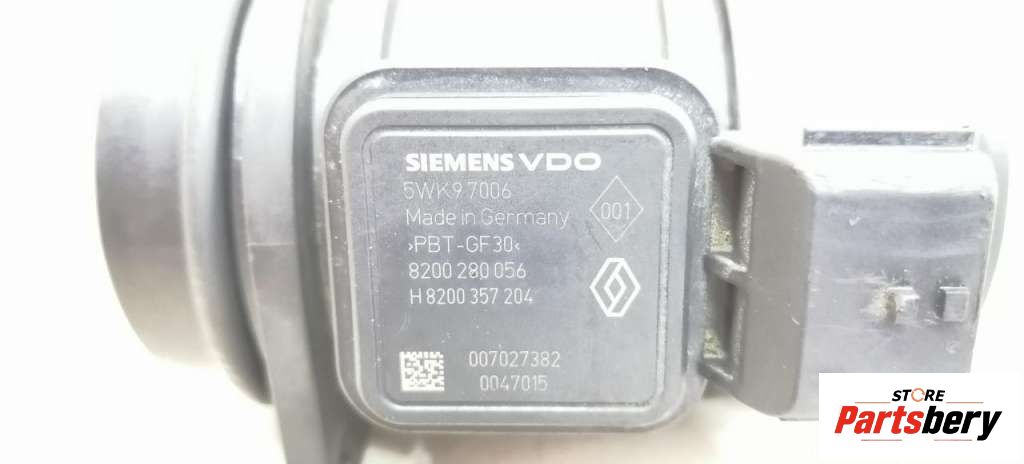 SIEMENS VDO
5WK9 7006
Made in Germany
001
>PBT-GF30<
8200 280 056
H 8200 357 204
007027382
0047015
STORE
Partsbery